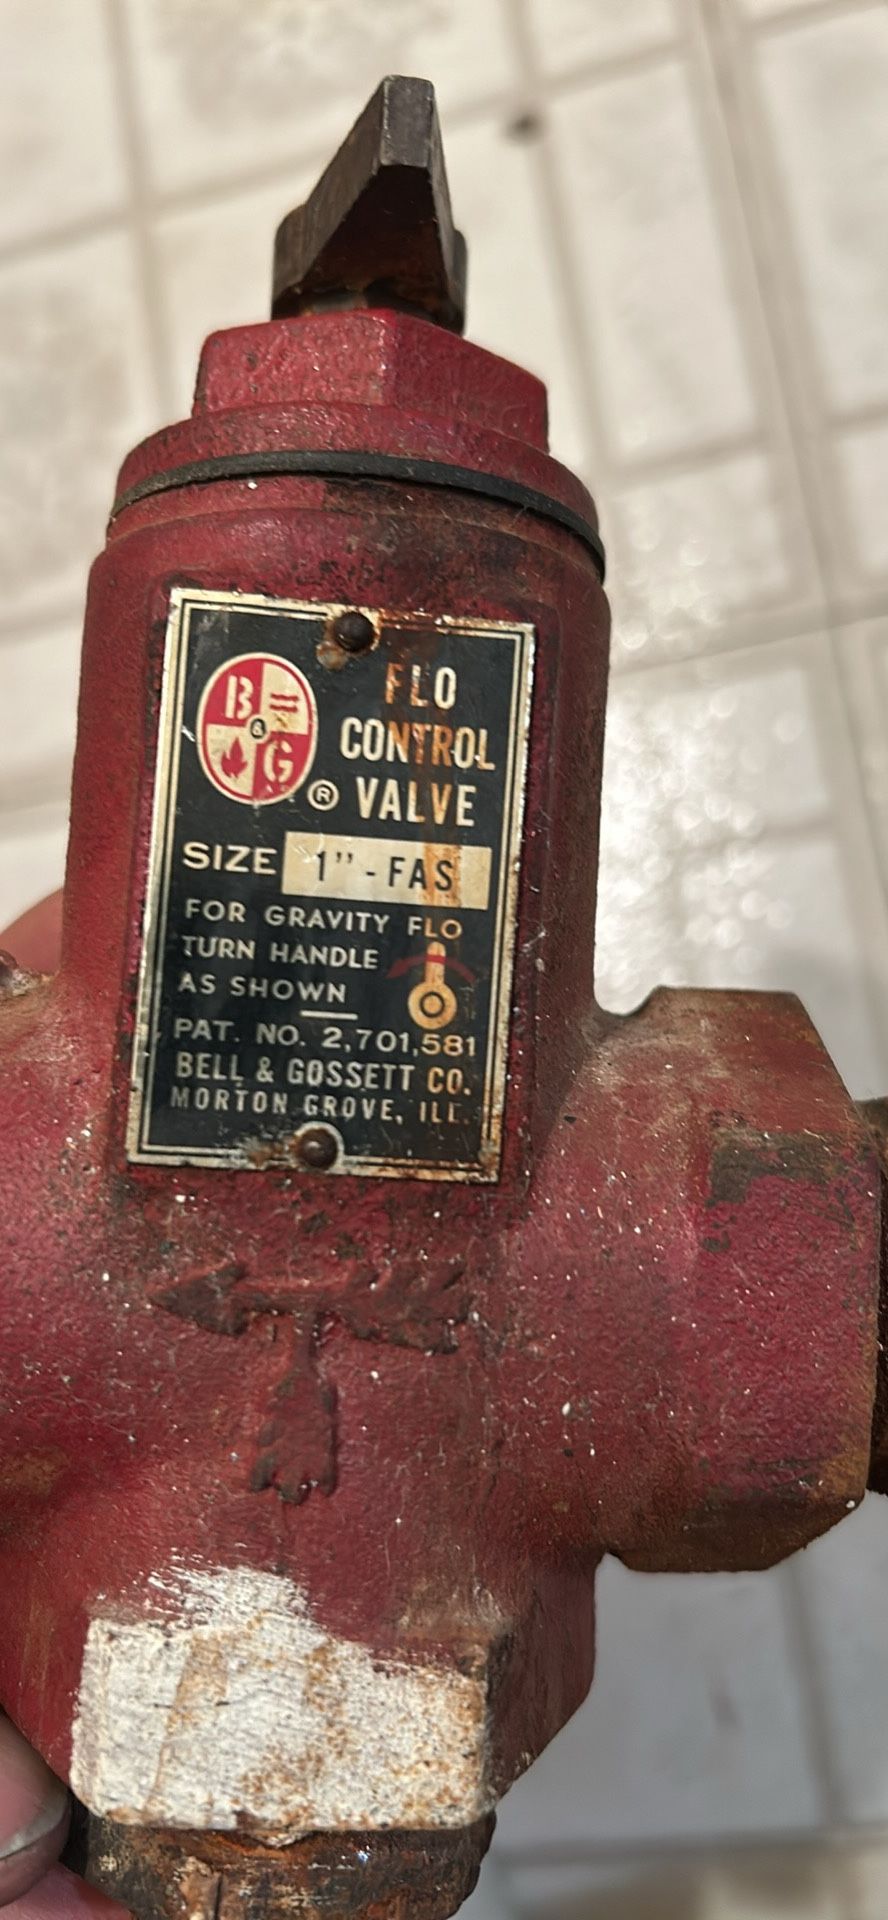 B
&
G
®
FLO
CONTROL
VALVE
SIZE 1" - FAS
FOR GRAVITY FLO
TURN HANDLE
AS SHOWN
PAT. NO. 2,701,581
BELL & GOSSETT CO.
MORTON GROVE, ILL.